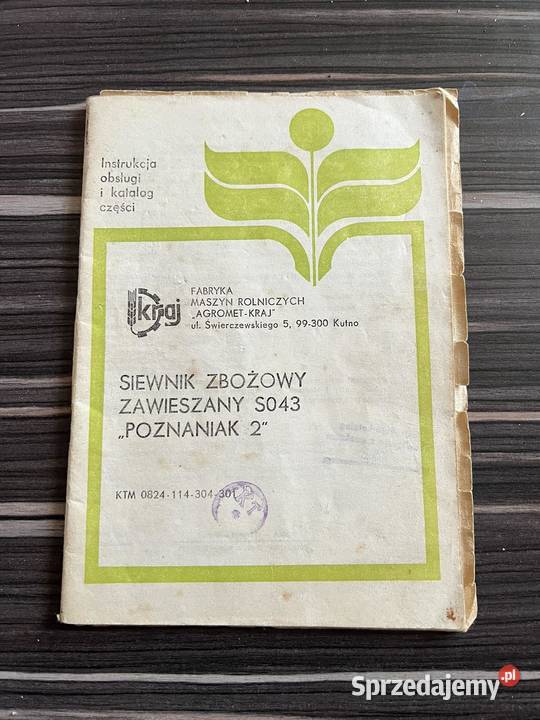 Instrukcja
obsługi
i katalog
części
kraj
FABRYKA
MASZYN ROLNICZYCH
„AGROMET-KRAJ"
ul. Świerczewskiego 5, 99-300 Kutno
SIEWNIK ZBOŻOWY
ZAWIESZANY S043
„POZNANIAK 2"
KTM 0824-114-304-301
Sprzedajemy.pl